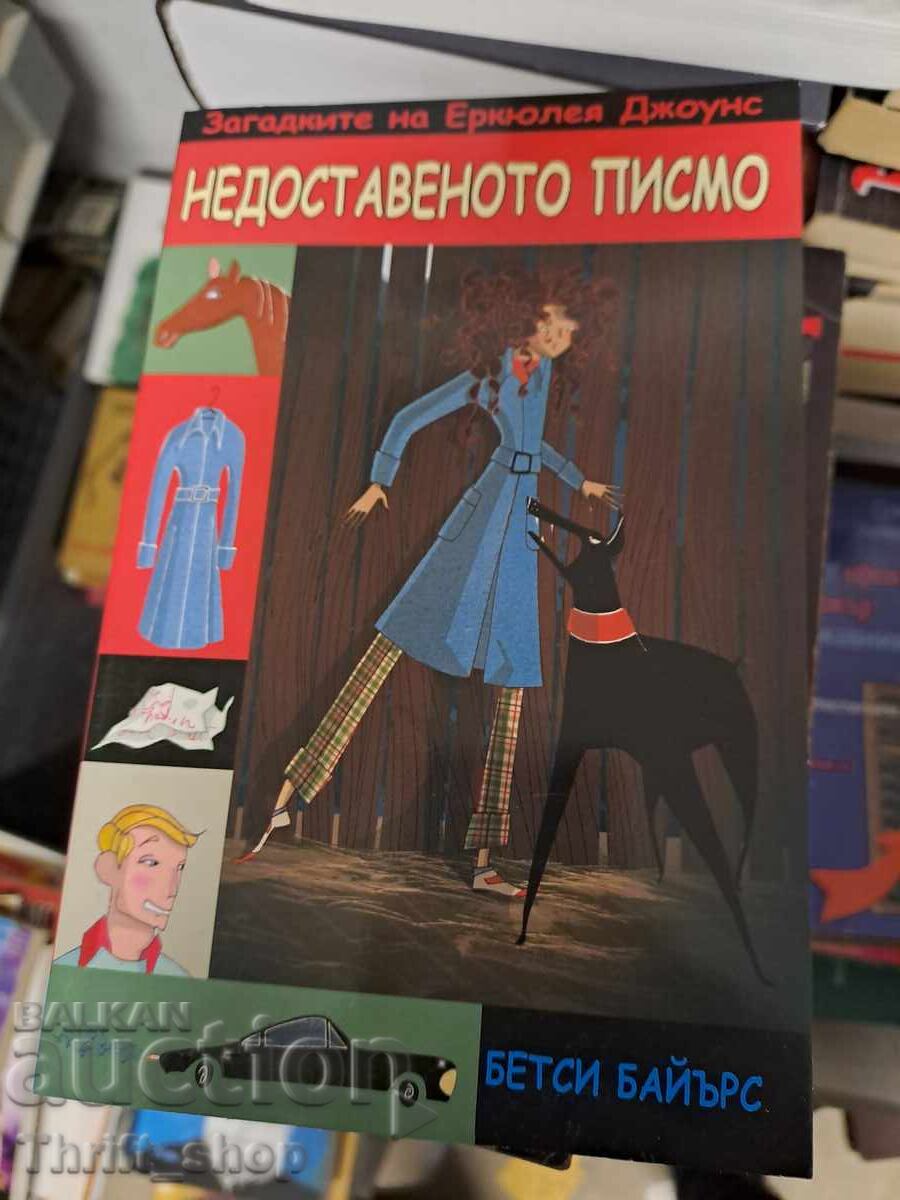 Загадките на Еркюлея Джоунс
НЕДОСТАВЕНОТО ПИСМО
БЕТСИ БАЙЪРС
BALKAN
auction
Thrift_shop